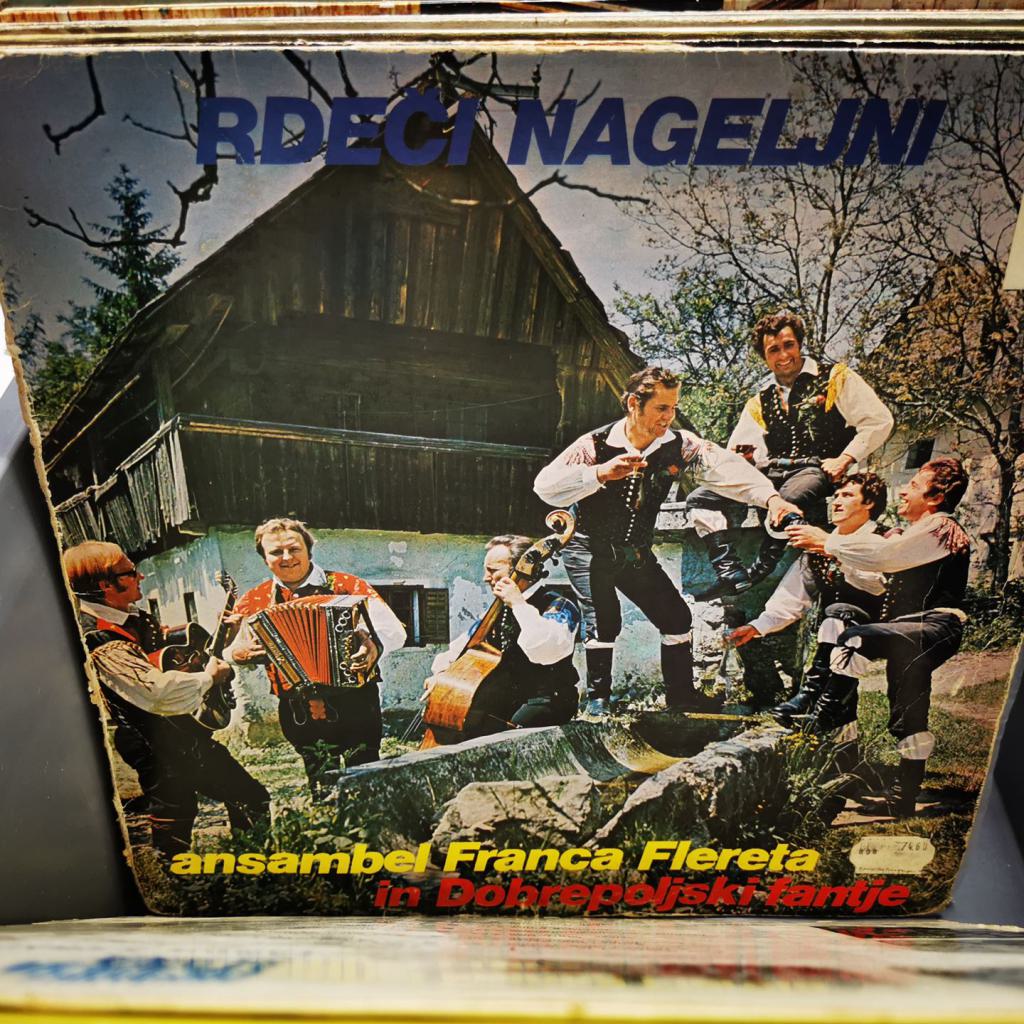 RDEČI NAGELJNI
ansambel Franca Flereta
in Dobrepoljski fantje